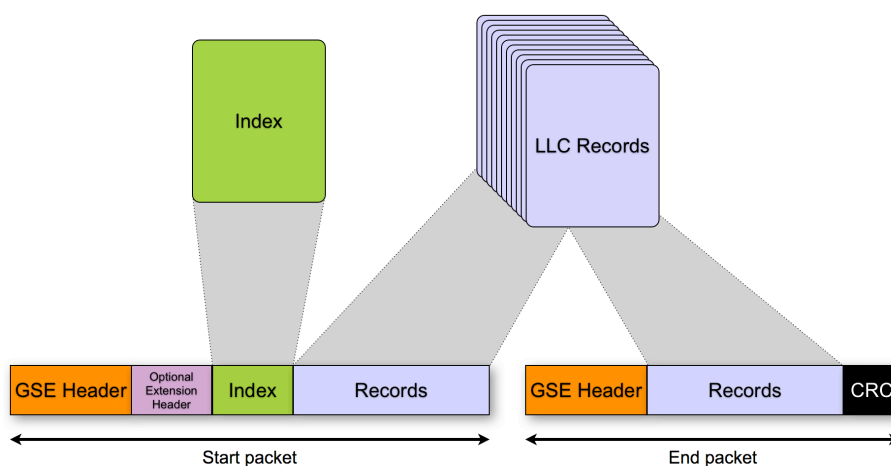 Index
LLC Records
GSE Header
Optional
Extension
Header
Index
Records
GSE Header
Records
CRC
Start packet
End packet